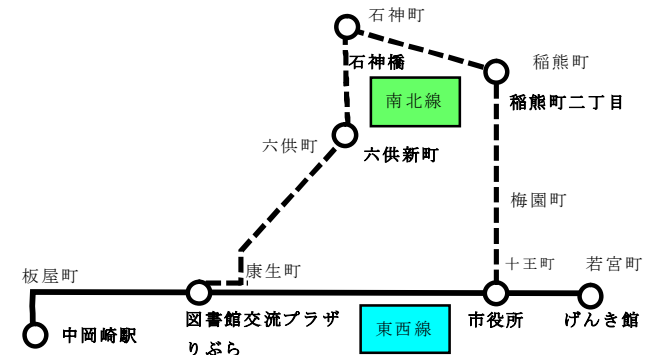 石神町
石神橋
稲熊町
南北線
稲熊町二丁目
六供町
六供新町
梅園町
康生町
十王町
若宮町
板屋町
図書館交流プラザ
りぶら
市役所
げんき館
東西線
中岡崎駅